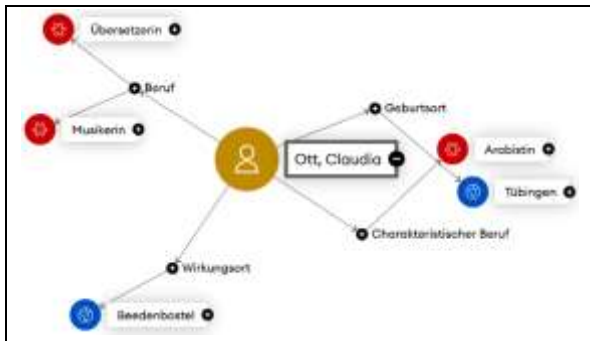 Übersetzerin
Beruf
Musikerin
Geburtsort
Ott, Claudia
Arabistin
Tübingen
Charakteristischer Beruf
Wirkungsort
Beedenbostel